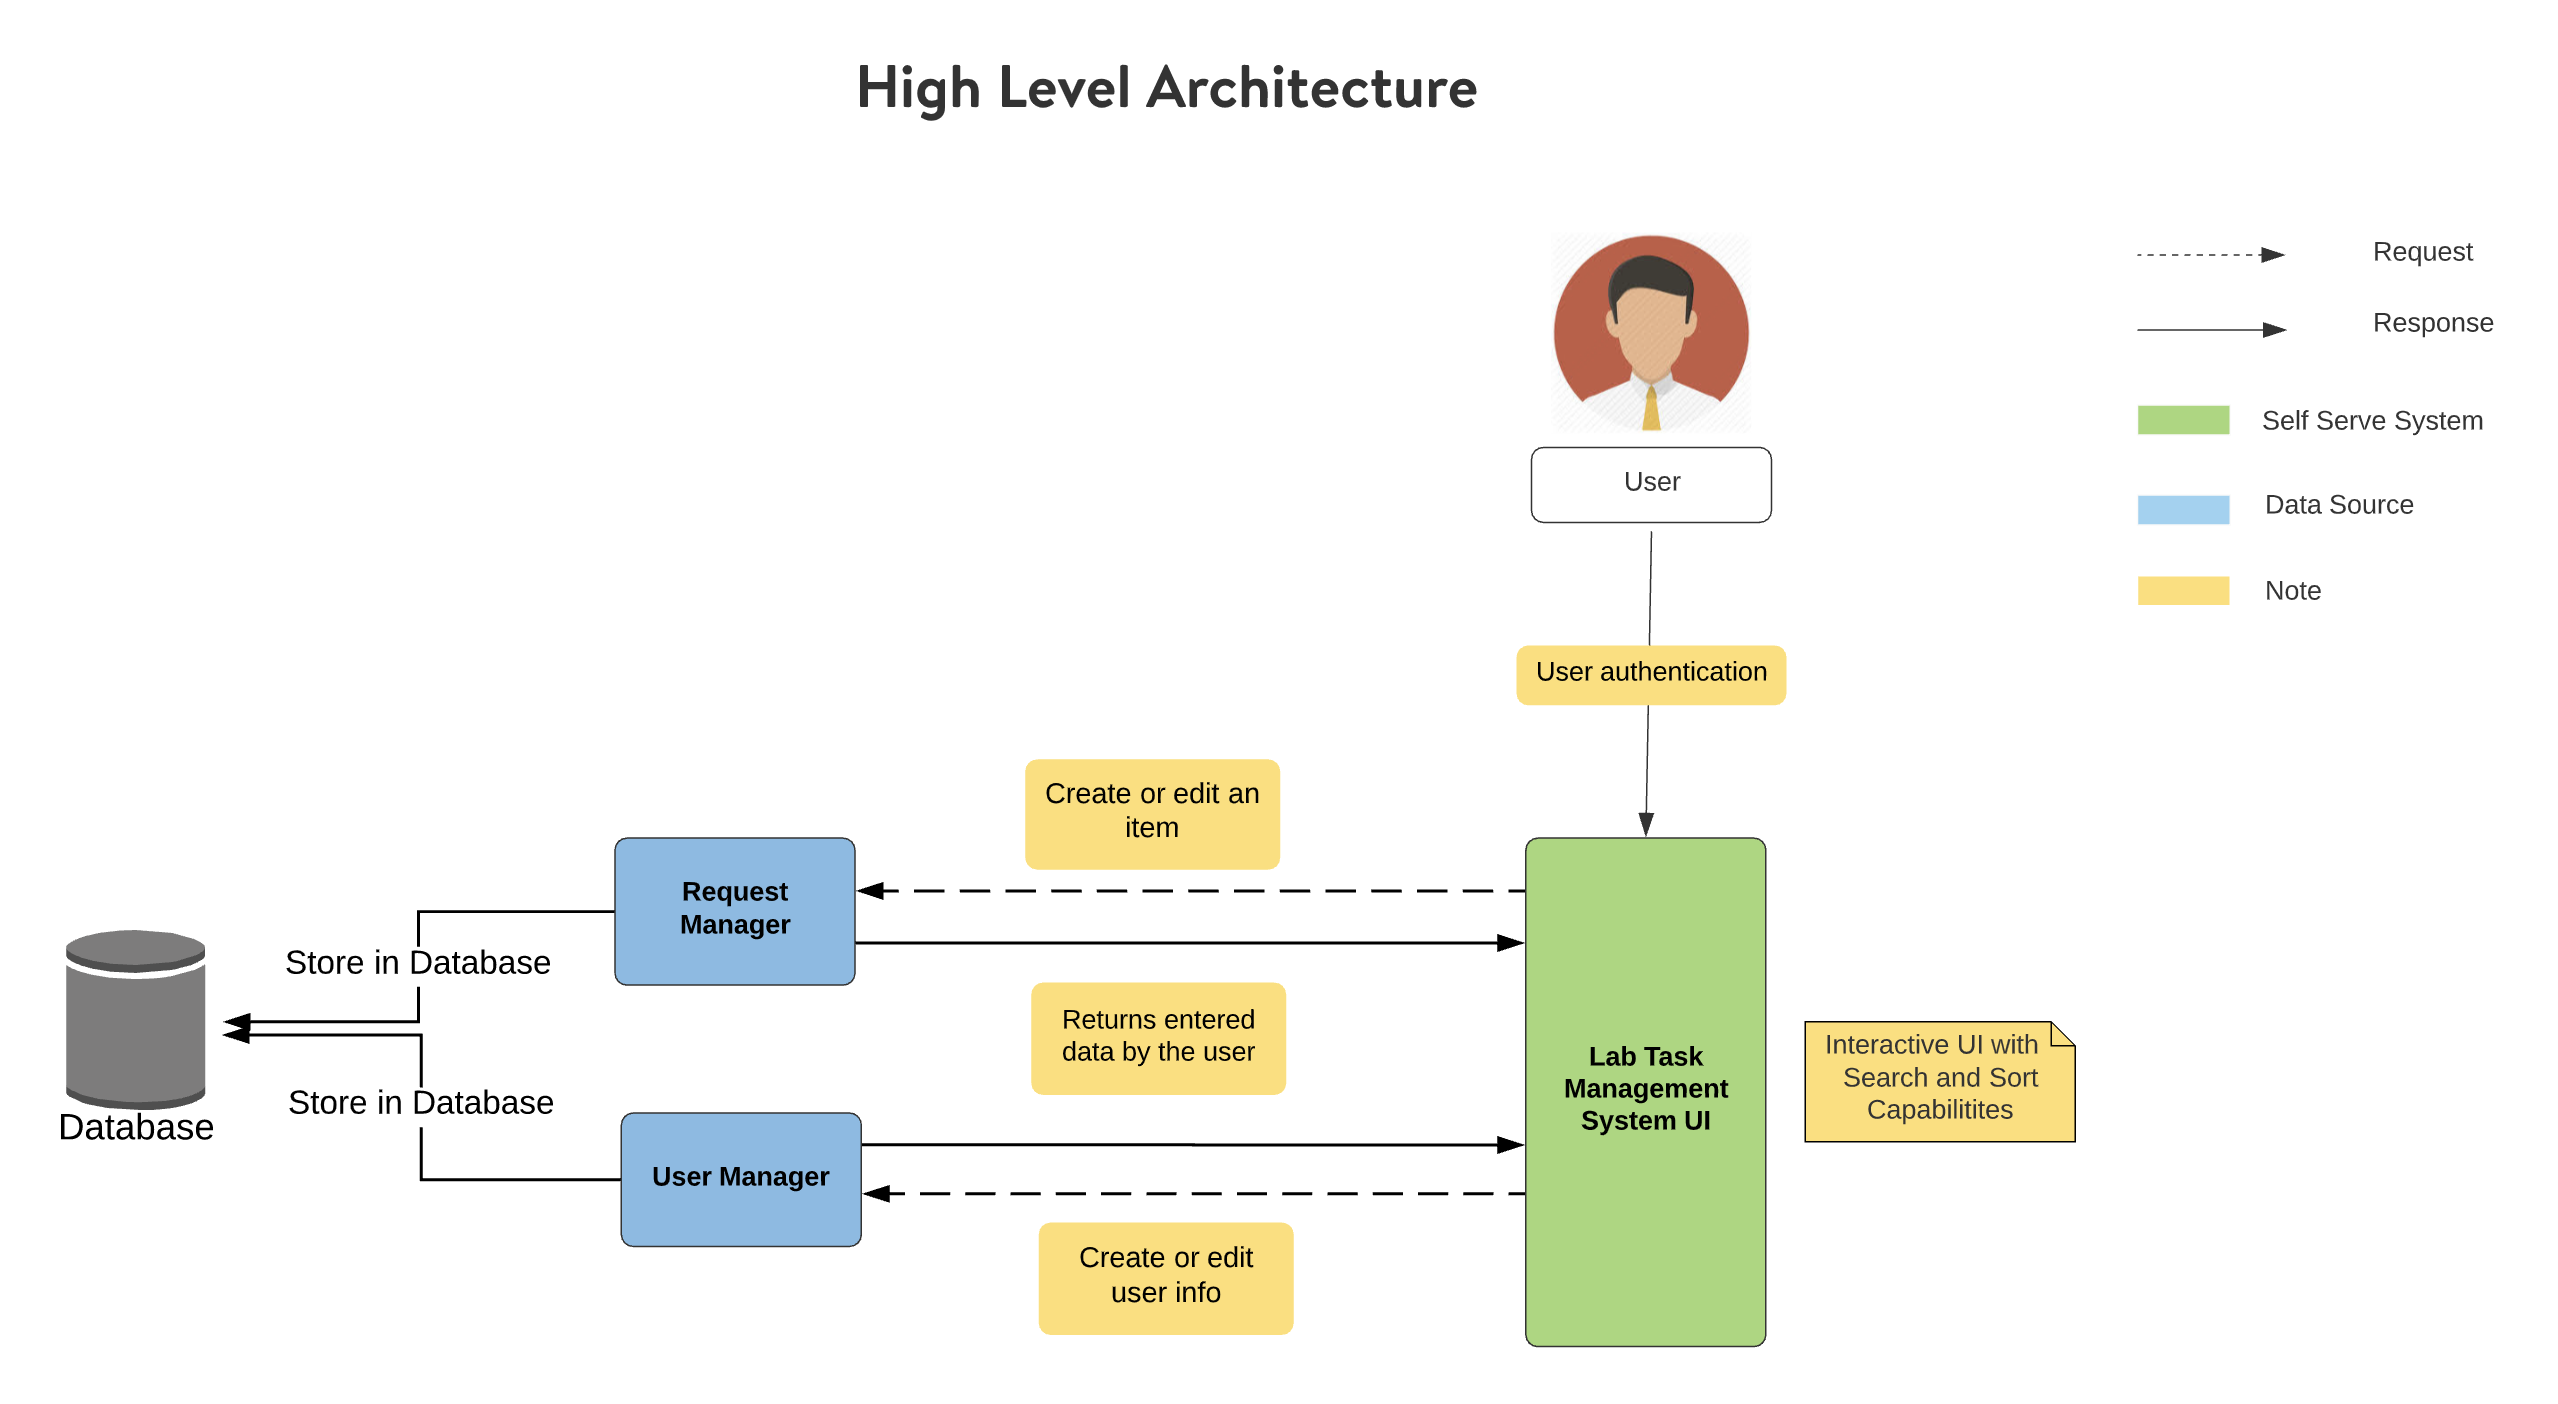 High Level Architecture
Request
Response
Self Serve System
Data Source
Note
User
User authentication
Create or edit an
item
Request
Manager
Store in Database
Returns entered
data by the user
Lab Task
Management
System UI
Interactive UI with
Search and Sort
Capabilitites
Store in Database
Database
User Manager
Create or edit
user info